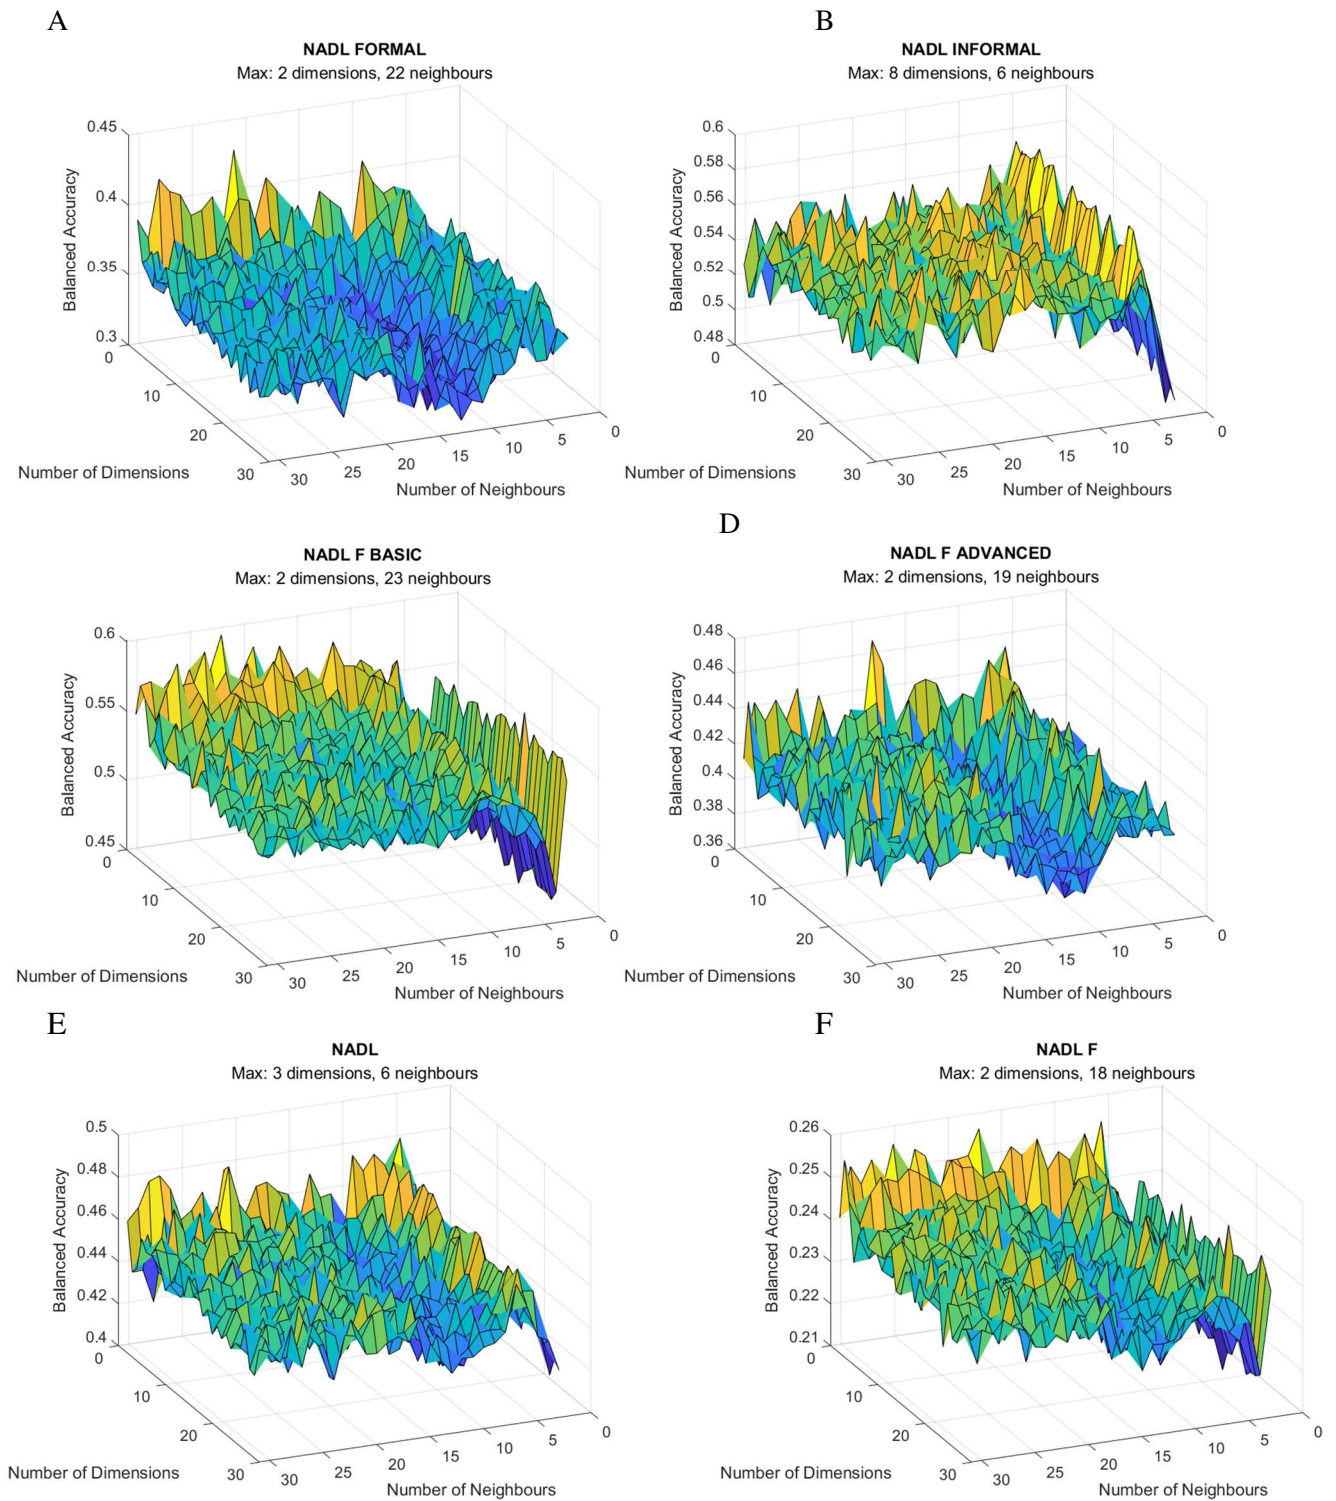 A
NADL FORMAL
Max: 2 dimensions, 22 neighbours
0.45
0.4
0.35
0.3
Balanced Accuracy
0
10
20
30
Number of Dimensions
30
25
20
15
10
5
0
Number of Neighbours
B
NADL INFORMAL
Max: 8 dimensions, 6 neighbours
0.6
0.58
0.56
0.54
0.52
0.5
0.48
Balanced Accuracy
0
10
20
30
Number of Dimensions
30
25
20
15
10
5
0
Number of Neighbours
NADL F BASIC
Max: 2 dimensions, 23 neighbours
0.6
0.55
0.5
0.45
Balanced Accuracy
0
10
20
30
Number of Dimensions
30
25
20
15
10
5
0
Number of Neighbours
D
NADL F ADVANCED
Max: 2 dimensions, 19 neighbours
0.48
0.46
0.44
0.42
0.4
0.38
0.36
Balanced Accuracy
0
10
20
30
Number of Dimensions
30
25
20
15
10
5
0
Number of Neighbours
E
NADL
Max: 3 dimensions, 6 neighbours
0.5
0.48
0.46
0.44
0.42
0.4
Balanced Accuracy
0
10
20
30
Number of Dimensions
30
25
20
15
10
5
0
Number of Neighbours
F
NADL F
Max: 2 dimensions, 18 neighbours
0.26
0.25
0.24
0.23
0.22
0.21
Balanced Accuracy
0
10
20
30
Number of Dimensions
30
25
20
15
10
5
0
Number of Neighbours